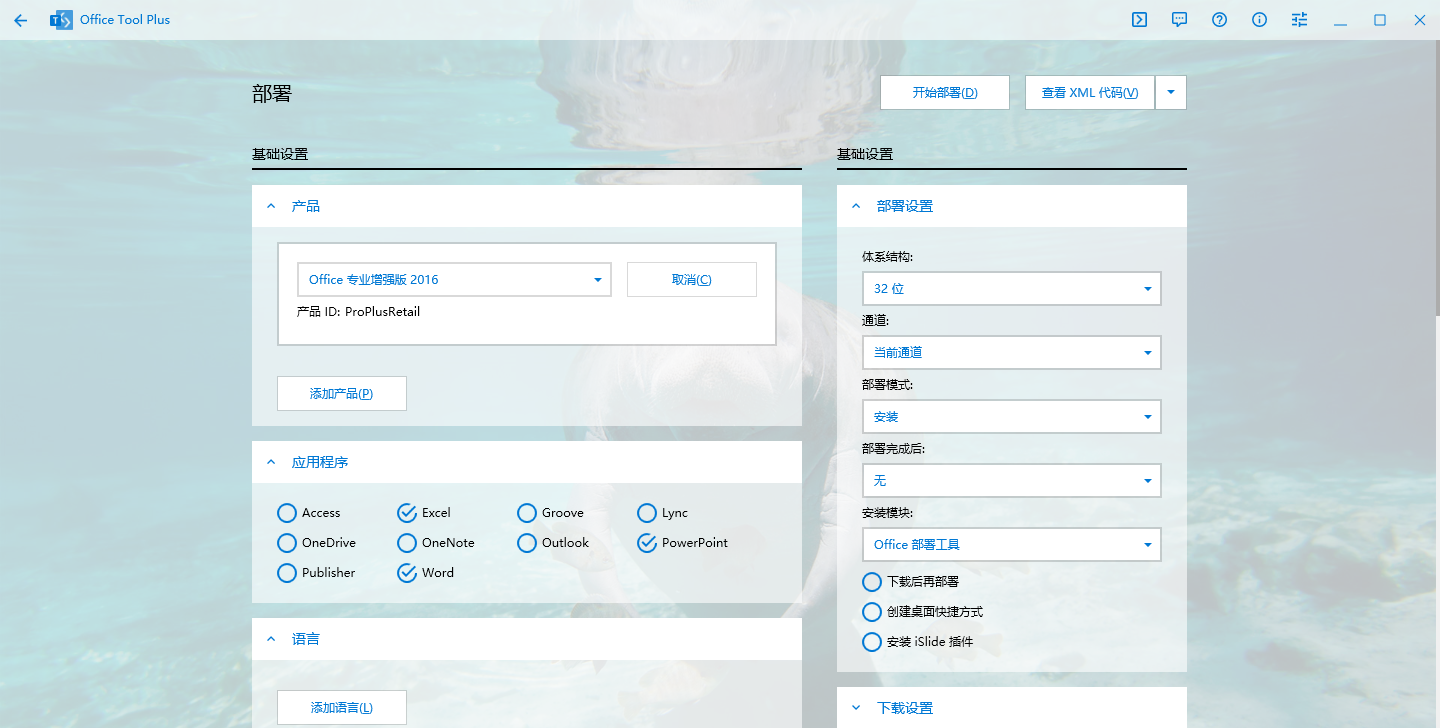 Office Tool Plus
部署
开始部署(D)
查看 XML 代码(V)
基础设置
产品
Office 专业增强版 2016
取消(C)
产品 ID: ProPlusRetail
添加产品(P)
应用程序
Access
Excel
Groove
Lync
OneDrive
OneNote
Outlook
PowerPoint
Publisher
Word
语言
添加语言(L)
基础设置
部署设置
体系结构:
32 位
通道:
当前通道
部署模式:
安装
部署完成后:
无
安装模块:
Office 部署工具
下载后再部署
创建桌面快捷方式
安装 iSlide 插件
下载设置